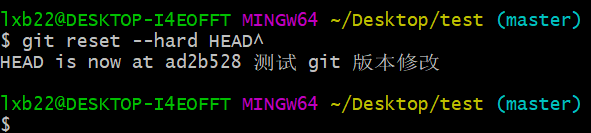 lxb22@DESKTOP-I4EOFFT MINGW64 ~/Desktop/test (master)
$ git reset --hard HEAD^
HEAD is now at ad2b528 测试 git 版本修改
lxb22@DESKTOP-I4EOFFT MINGW64 ~/Desktop/test (master)
$